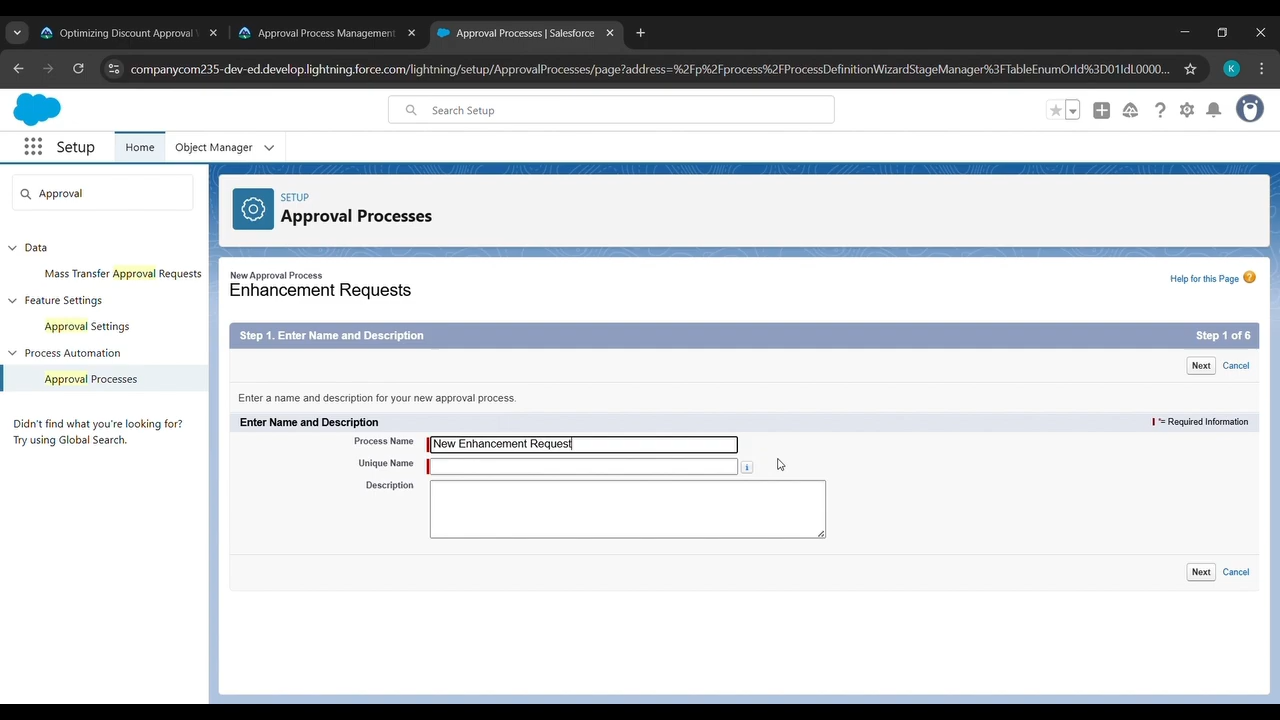 Optimizing Discount Approval
Approval Process Management
Approval Processes | Salesforce
companycom235-dev-ed.develop.lightning.force.com/lightning/setup/ApprovalProcesses/page?address=%2Fp%2Fprocess%2FProcessDefinitionWizardStageManager%3FTableEnumOrId%3D01IdL0000...
K
Search Setup
Setup
Home
Object Manager
Approval
Data
Mass Transfer Approval Requests
Feature Settings
Approval Settings
Process Automation
Approval Processes
Didn't find what you're looking for?
Try using Global Search.
SETUP
Approval Processes
New Approval Process
Enhancement Requests
Help for this Page
Step 1. Enter Name and Description
Step 1 of 6
Next
Cancel
Enter a name and description for your new approval process.
Enter Name and Description
= Required Information
Process Name
New Enhancement Request
Unique Name
i
Description
Next
Cancel